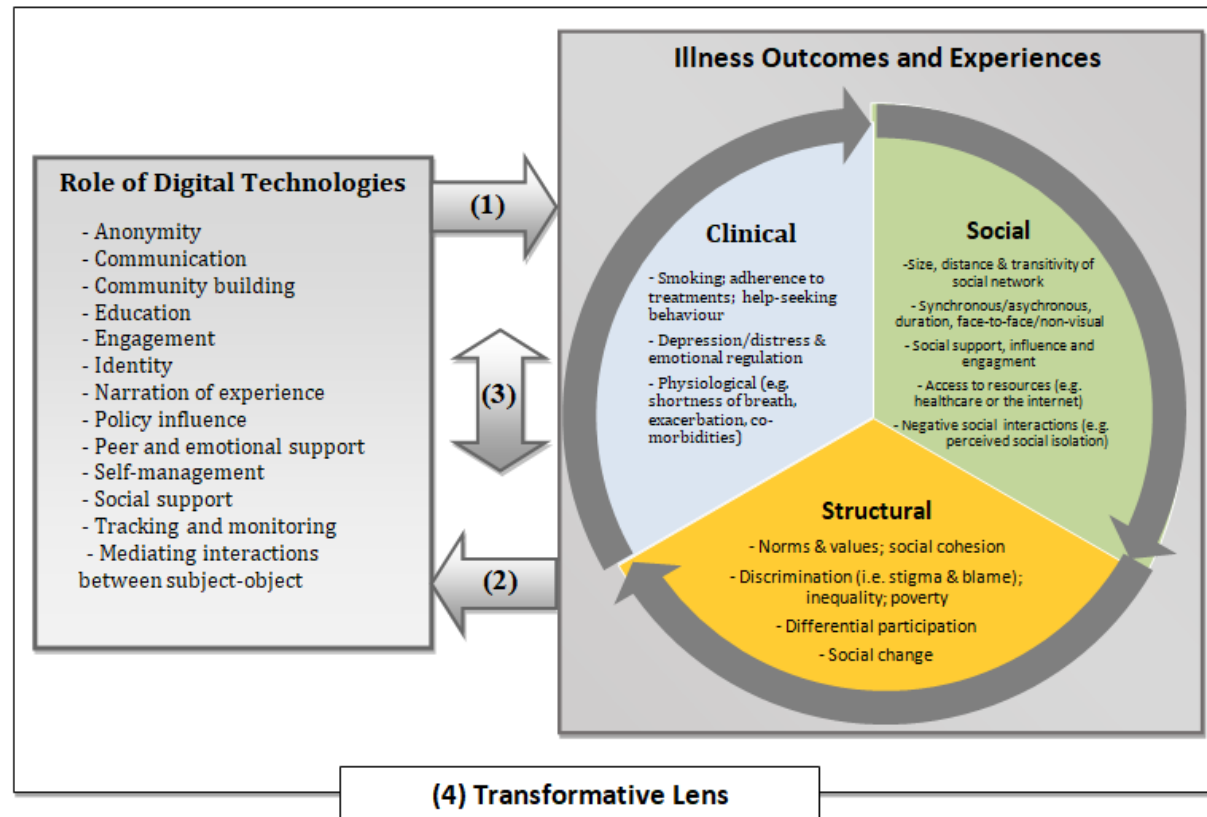 Illness Outcomes and Experiences
Role of Digital Technologies
- Anonymity
- Communication
- Community building
- Education
- Engagement
- Identity
- Narration of experience
- Policy influence
- Peer and emotional support
- Self-management
- Social support
- Tracking and monitoring
- Mediating interactions
between subject-object
(1)
(3)
(2)
Clinical
- Smoking; adherence to
treatments; help-seeking
behaviour
- Depression/distress &
emotional regulation
- Physiological (e.g.
shortness of breath,
exacerbation, co-
morbidities)
Social
-Size, distance & transitivity of
social network
- Synchronous/asychronous,
duration, face-to-face/non-visual
- Social support, influence and
engagment
- Access to resources (e.g.
healthcare or the internet)
- Negative social interactions (e.g.
perceived social isolation)
Structural
- Norms & values; social cohesion
- Discrimination (i.e. stigma & blame);
inequality; poverty
- Differential participation
- Social change
(4) Transformative Lens